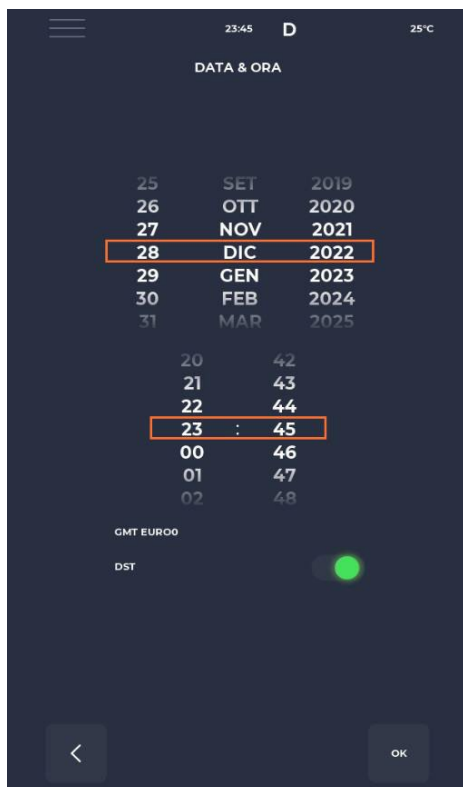 23:45 D 25°C
DATA & ORA
25 SET 2019
26 OTT 2020
27 NOV 2021
28 DIC 2022
29 GEN 2023
30 FEB 2024
31 MAR 2025
20 42
21 43
22 44
23 : 45
00 46
01 47
02 48
GMT EURO0
DST
OK